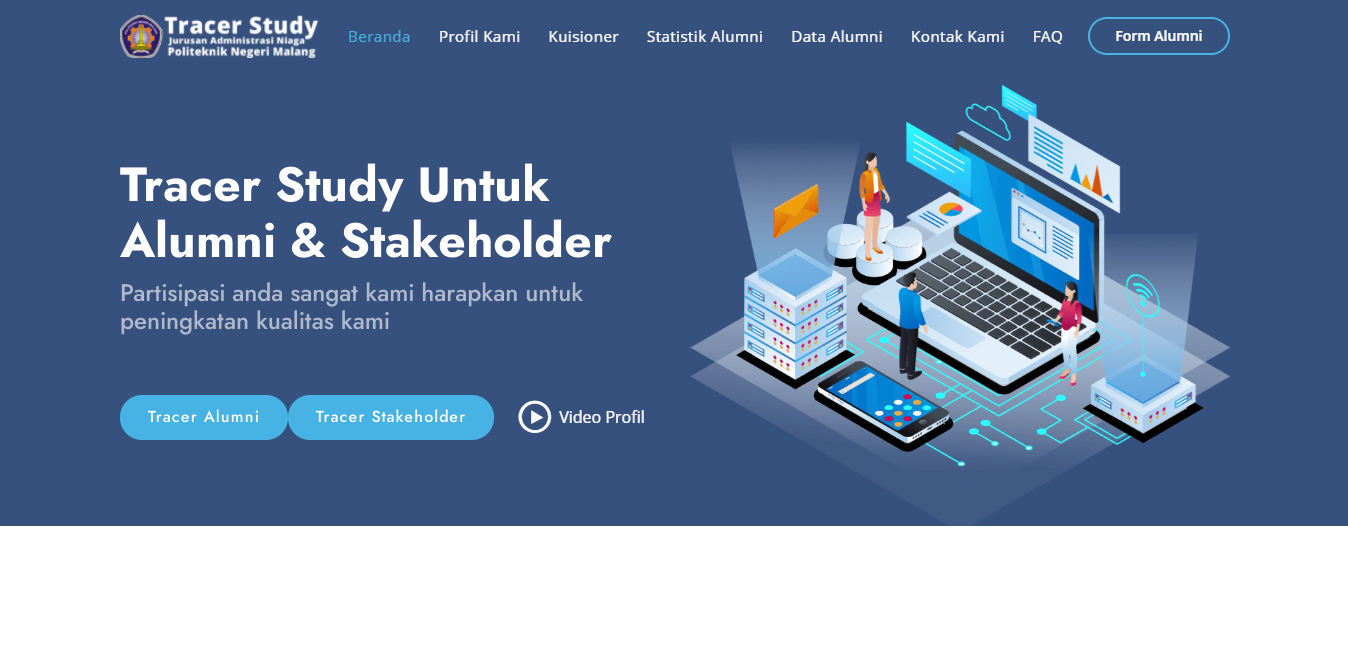 Tracer Study
Jurusan Administrasi Niaga
Politeknik Negeri Malang
Beranda
Profil Kami
Kuisioner
Statistik Alumni
Data Alumni
Kontak Kami
FAQ
Form Alumni
Tracer Study Untuk
Alumni & Stakeholder
Partisipasi anda sangat kami harapkan untuk
peningkatan kualitas kami
Tracer Alumni
Tracer Stakeholder
Video Profil